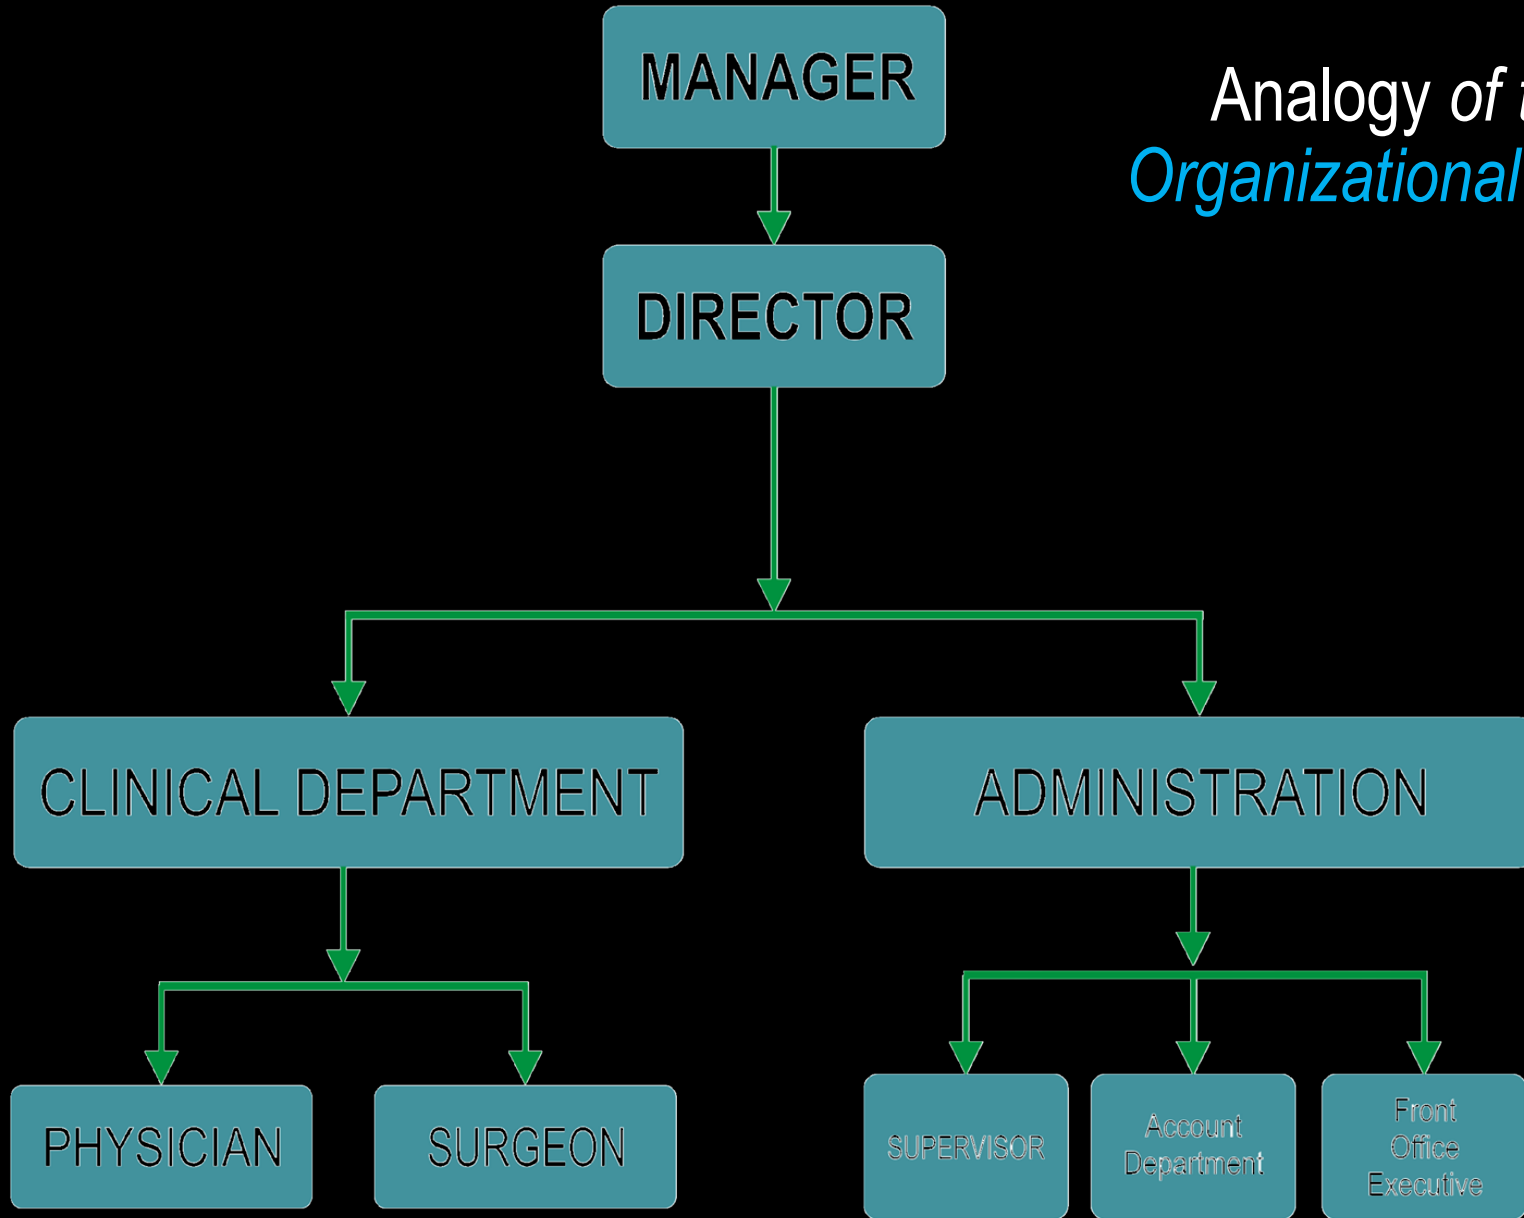 MANAGER
Analogy of t
Organizational
DIRECTOR
CLINICAL DEPARTMENT
ADMINISTRATION
PHYSICIAN
SURGEON
SUPERVISOR
Account
Department
Front
Office
Executive